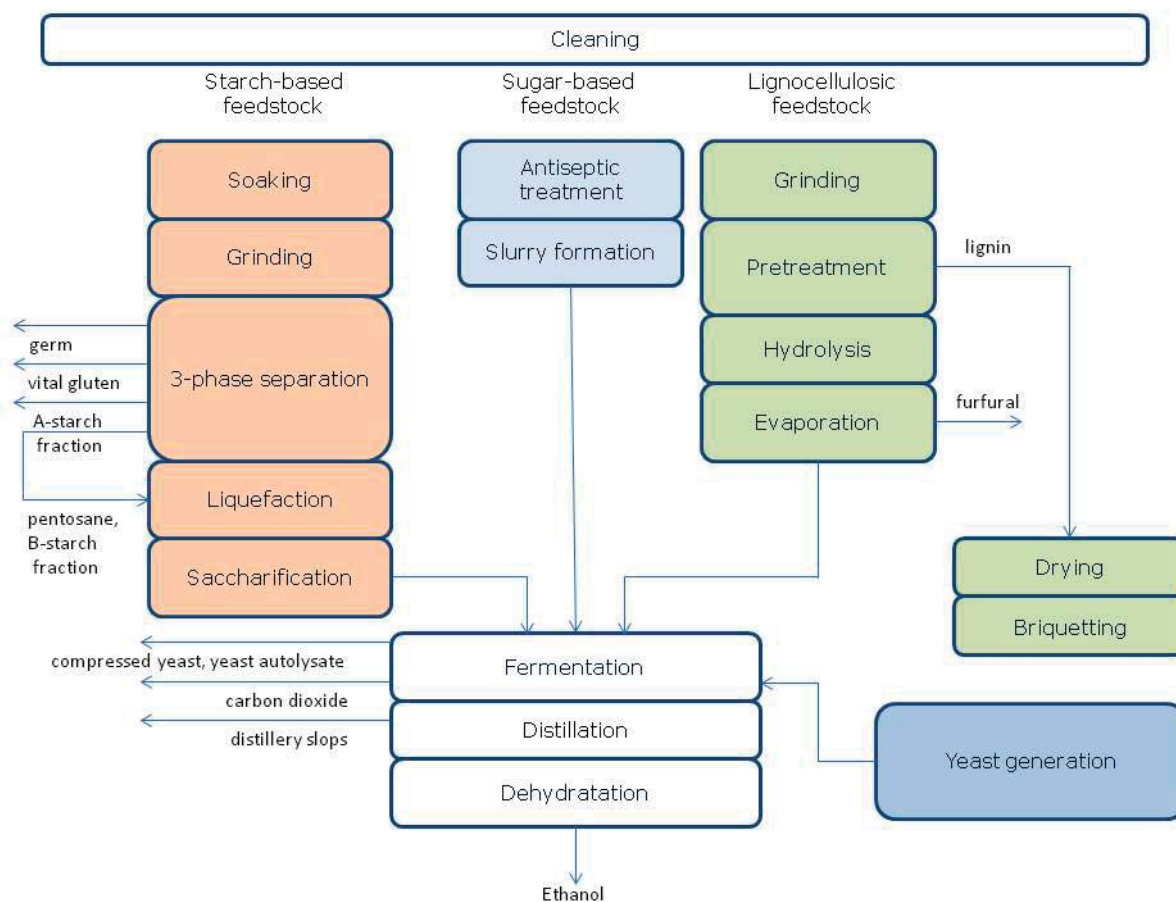 Cleaning
Starch-based
feedstock
Sugar-based
feedstock
Lignocellulosic
feedstock
Soaking
Grinding
3-phase separation
Liquefaction
Saccharification
germ
vital gluten
A-starch
fraction
pentosane,
B-starch
fraction
Antiseptic
treatment
Slurry formation
Grinding
Pretreatment
Hydrolysis
Evaporation
lignin
furfural
Drying
Briquetting
Fermentation
Distillation
Dehydratation
compressed yeast, yeast autolysate
carbon dioxide
distillery slops
Yeast generation
Ethanol